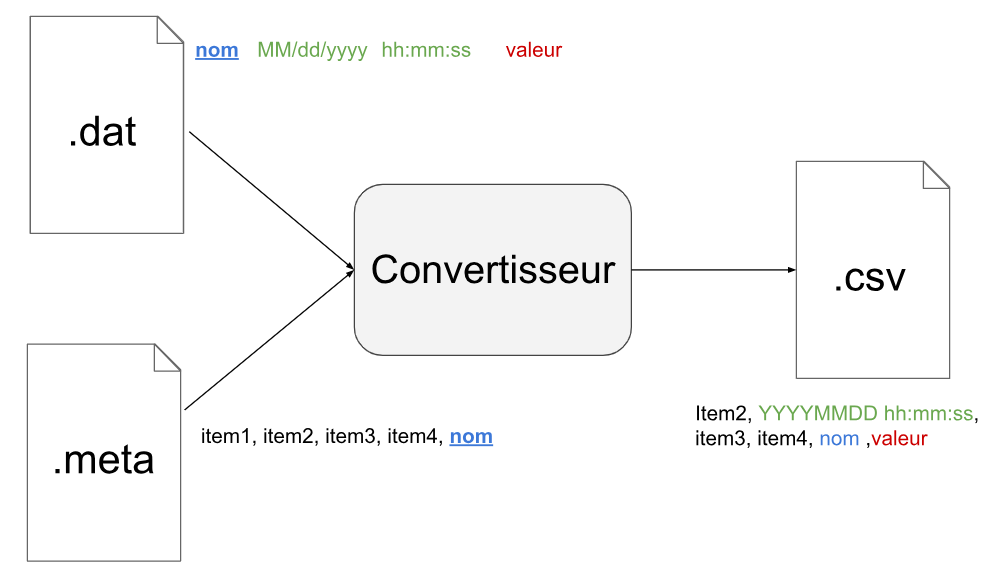 nom MM/dd/yyyy hh:mm:ss valeur
.dat
Convertisseur
.csv
Item2, YYYYMMDD hh:mm:ss,
item3, item4, nom ,valeur
item1, item2, item3, item4, nom
.meta